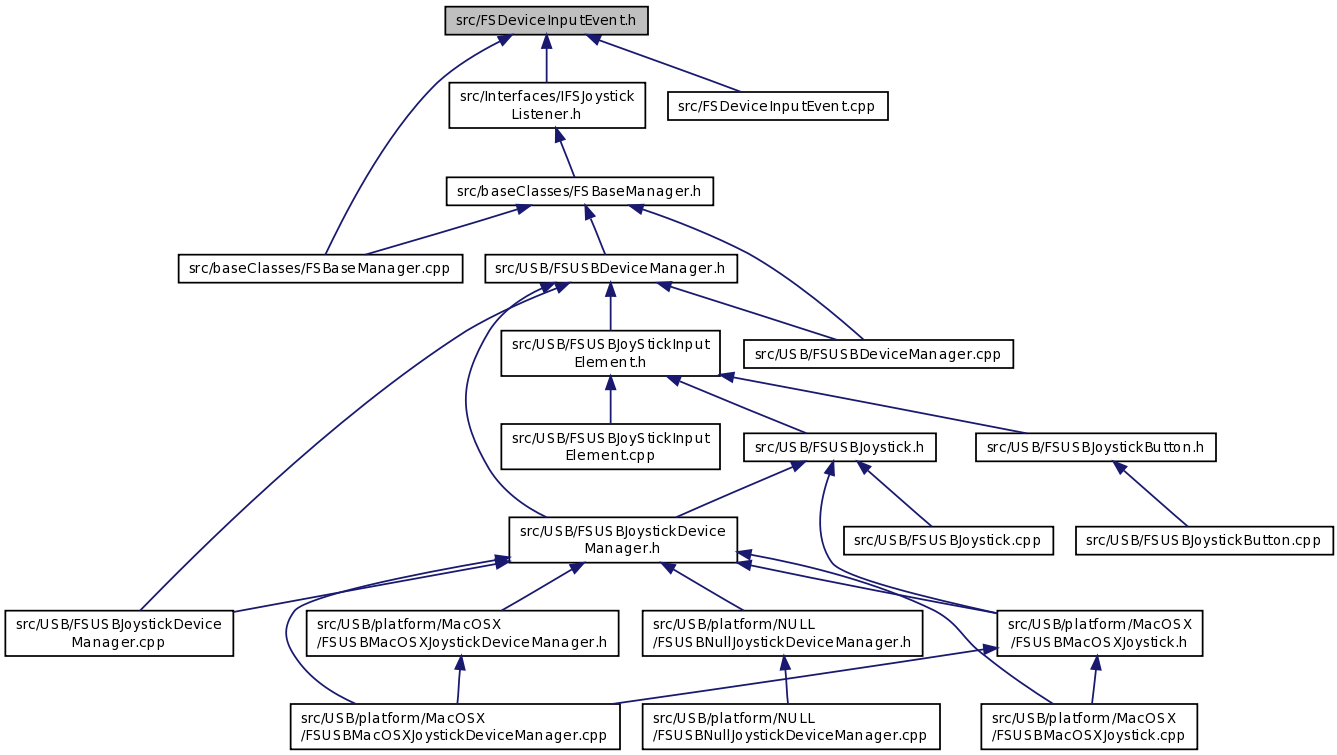 src/FSDeviceInputEvent.h
src/Interfaces/IFSJoystick
Listener.h
src/FSDeviceInputEvent.cpp
src/baseClasses/FSBaseManager.h
src/baseClasses/FSBaseManager.cpp
src/USB/FSUSBDeviceManager.h
src/USB/FSUSBJoyStickInput
Element.h
src/USB/FSUSBDeviceManager.cpp
src/USB/FSUSBJoyStickInput
Element.cpp
src/USB/FSUSBJoystick.h
src/USB/FSUSBJoystickButton.h
src/USB/FSUSBJoystickDevice
Manager.h
src/USB/FSUSBJoystick.cpp
src/USB/FSUSBJoystickButton.cpp
src/USB/FSUSBJoystickDevice
Manager.cpp
src/USB/platform/MacOSX
/FSUSBMacOSXJoystickDeviceManager.h
src/USB/platform/NULL
/FSUSBNullJoystickDeviceManager.h
src/USB/platform/MacOSX
/FSUSBMacOSXJoystick.h
src/USB/platform/MacOSX
/FSUSBMacOSXJoystickDeviceManager.cpp
src/USB/platform/NULL
/FSUSBNullJoystickDeviceManager.cpp
src/USB/platform/MacOSX
/FSUSBMacOSXJoystick.cpp